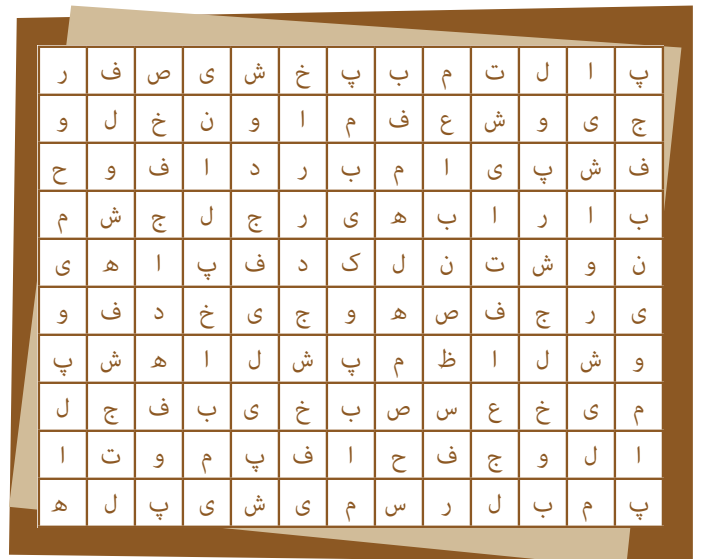 پ ا ل ت م ب پ خ ش ی ص ف ر
ج ی و ش ع ف م ا و ن خ ل و
ف ش پ ی ا م ب ر د ا ف و ح
ب ا ر ا ب ه ی ر ج ل ج ش م
ن و ش ت ن ل ک د ف پ ا ه ی
ی ر ج ف ص ه و ج ی خ د ف و
و ش ل ا ظ م پ ش ل ا ه ش پ
م ی خ ع س ص ب خ ی ب ف ج ل
ا ل و ج ف ح ا ف پ م و ت ا
پ م ب ل ر س م ی ش ی پ ل ه